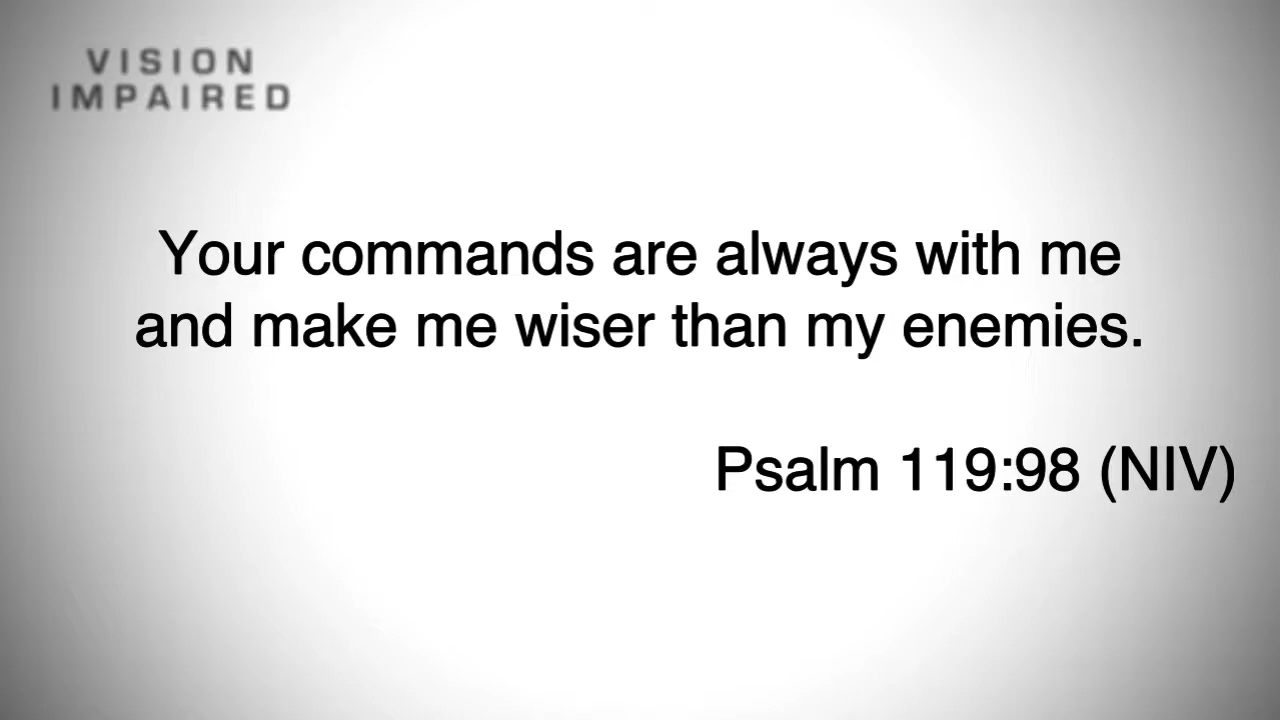 VISION
IMPAIRED
Your commands are always with me
and make me wiser than my enemies.
Psalm 119:98 (NIV)